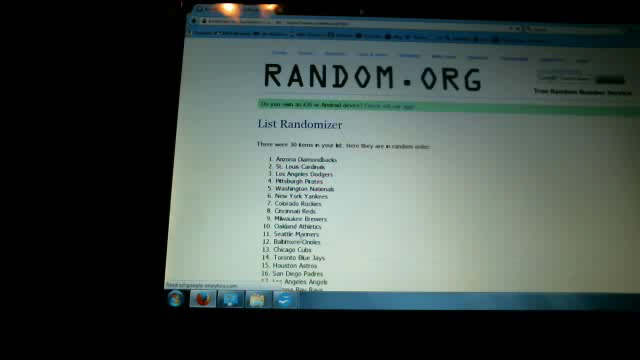 RANDOM.ORG
True Random Number Service
Do you own an iOS or Android device? Check out our app!
List Randomizer
There were 30 items in your list. Here they are in random order:
1. Arizona Diamondbacks
2. St. Louis Cardinals
3. Los Angeles Dodgers
4. Pittsburgh Pirates
5. Washington Nationals
6. New York Yankees
7. Colorado Rockies
8. Cincinnati Reds
9. Milwaukee Brewers
10. Oakland Athletics
11. Seattle Mariners
12. Baltimore Orioles
13. Chicago Cubs
14. Toronto Blue Jays
15. Houston Astros
16. San Diego Padres
17. Los Angeles Angels
Bay Rays
google-analytics.com